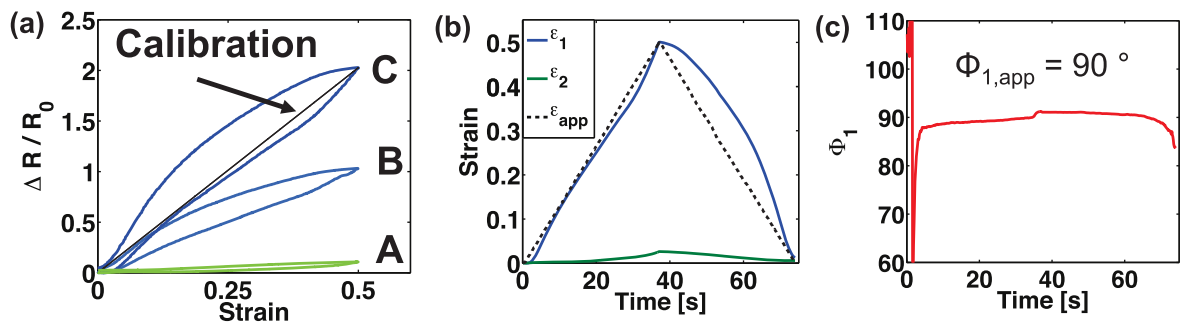 (a)
2.5
2
1.5
1
0.5
0
Δ R / R0
Calibration
C
B
A
0 0.25 0.5
Strain
(b)
0.5
0.4
0.3
0.2
0.1
0
Strain
ε1
ε2
εapp
0 20 40 60
Time [s]
(c)
110
100
90
80
70
60
Φ1
Φ1,app = 90 °
0 20 40 60
Time [s]